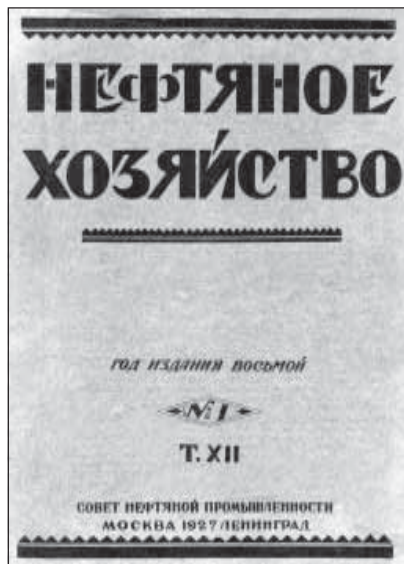 НЕФТЯНОЕ
ХОЗЯЙСТВО
ГОД ИЗДАНИЯ ВОСЬМОЙ
№ 1
Т. XII
СОВЕТ НЕФТЯНОЙ ПРОМЫШЛЕННОСТИ
МОСКВА 1927 ЛЕНИНГРАД